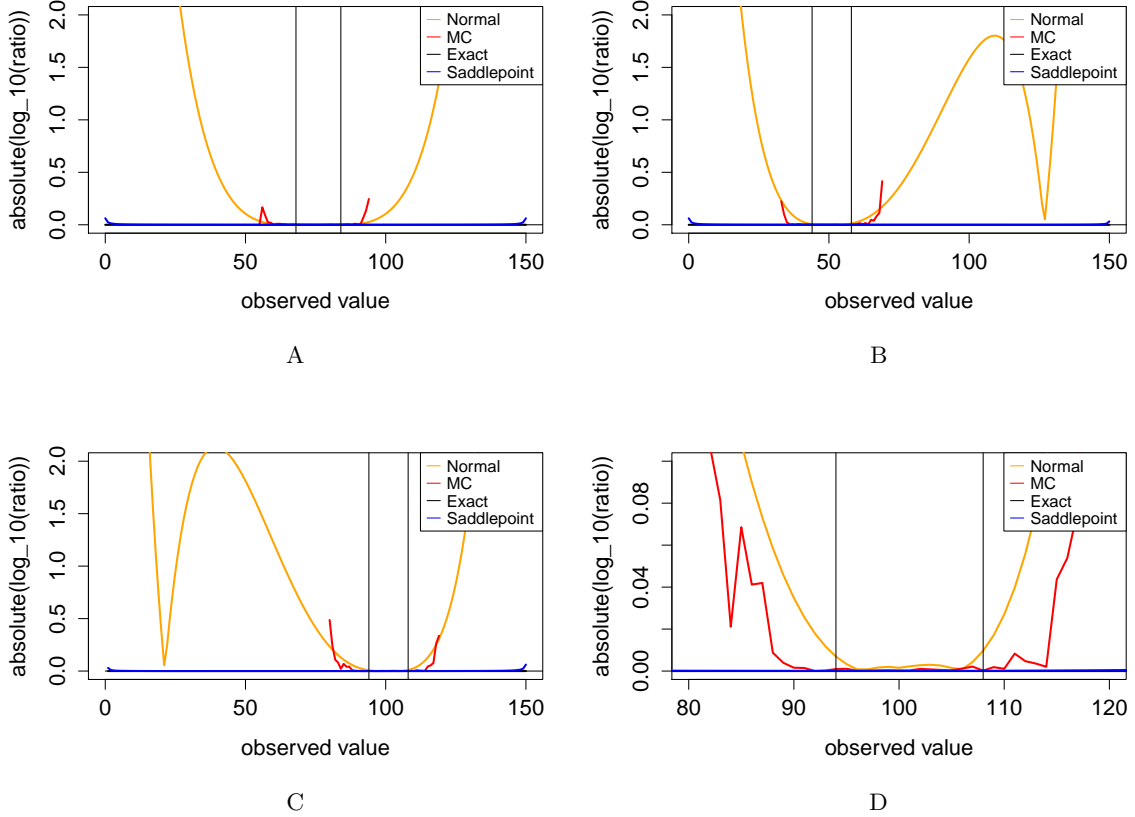 absolute(log_10(ratio))
0.0 0.5 1.0 1.5 2.0
Normal
MC
Exact
Saddlepoint
0 50 100 150
observed value
A
absolute(log_10(ratio))
0.0 0.5 1.0 1.5 2.0
Normal
MC
Exact
Saddlepoint
0 50 100 150
observed value
B
absolute(log_10(ratio))
0.0 0.5 1.0 1.5 2.0
Normal
MC
Exact
Saddlepoint
0 50 100 150
observed value
C
absolute(log_10(ratio))
0.00 0.04 0.08
Normal
MC
Exact
Saddlepoint
80 90 100 110 120
observed value
D